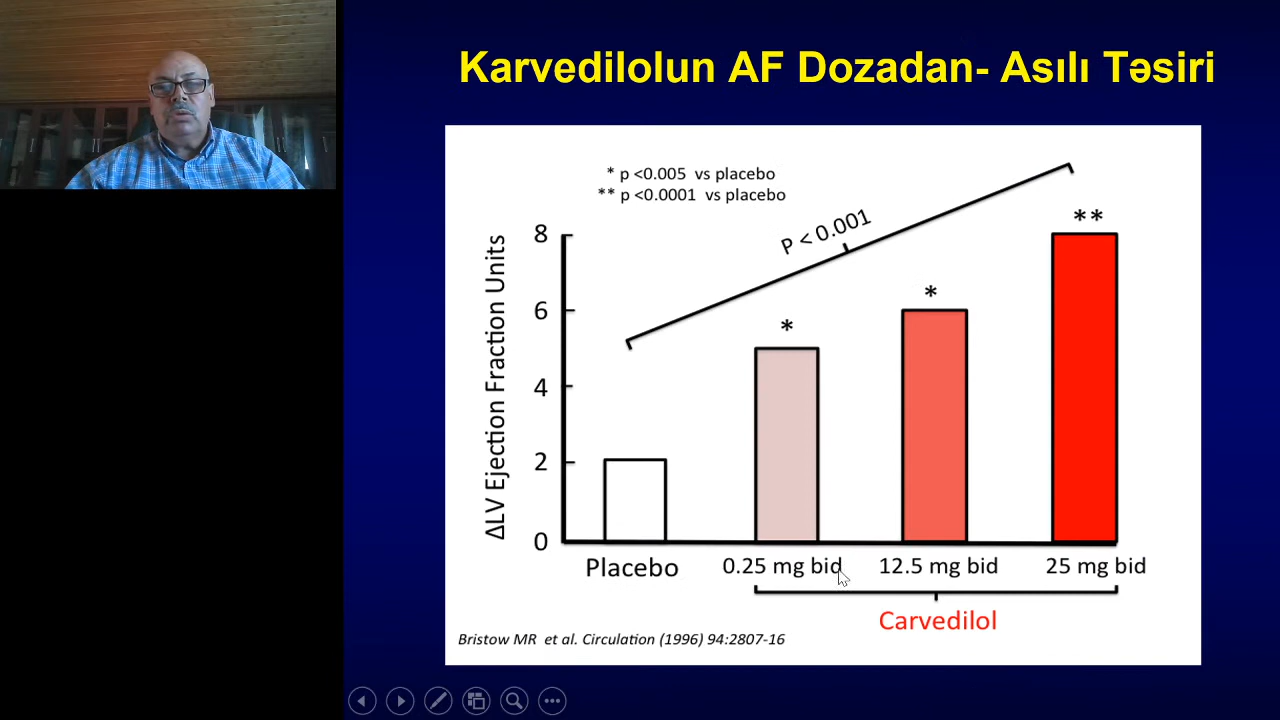 Karvedilolun AF Dozadan- Asılı Təsiri
* p <0.005 vs placebo
** p <0.0001 vs placebo
P < 0.001
**
*
*
ΔLV Ejection Fraction Units
8
6
4
2
0
Placebo
0.25 mg bid
12.5 mg bid
25 mg bid
Carvedilol
Bristow MR et al. Circulation (1996) 94:2807-16